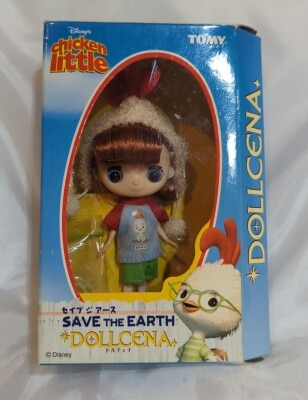 Disney's
chicken
little
TOMY
DOLLCENA
セイブ ジ アース
SAVE THE EARTH
DOLLCENA
ドルチェナ
© Disney